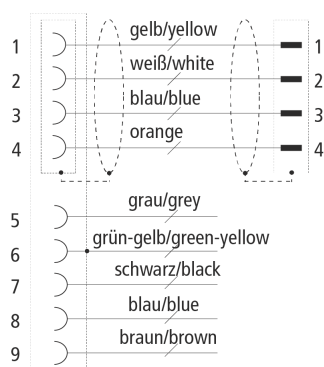 1 gelb/yellow 1
2 weiß/white 2
3 blau/blue 3
4 orange 4
5 grau/grey
6 grün-gelb/green-yellow
7 schwarz/black
8 blau/blue
9 braun/brown